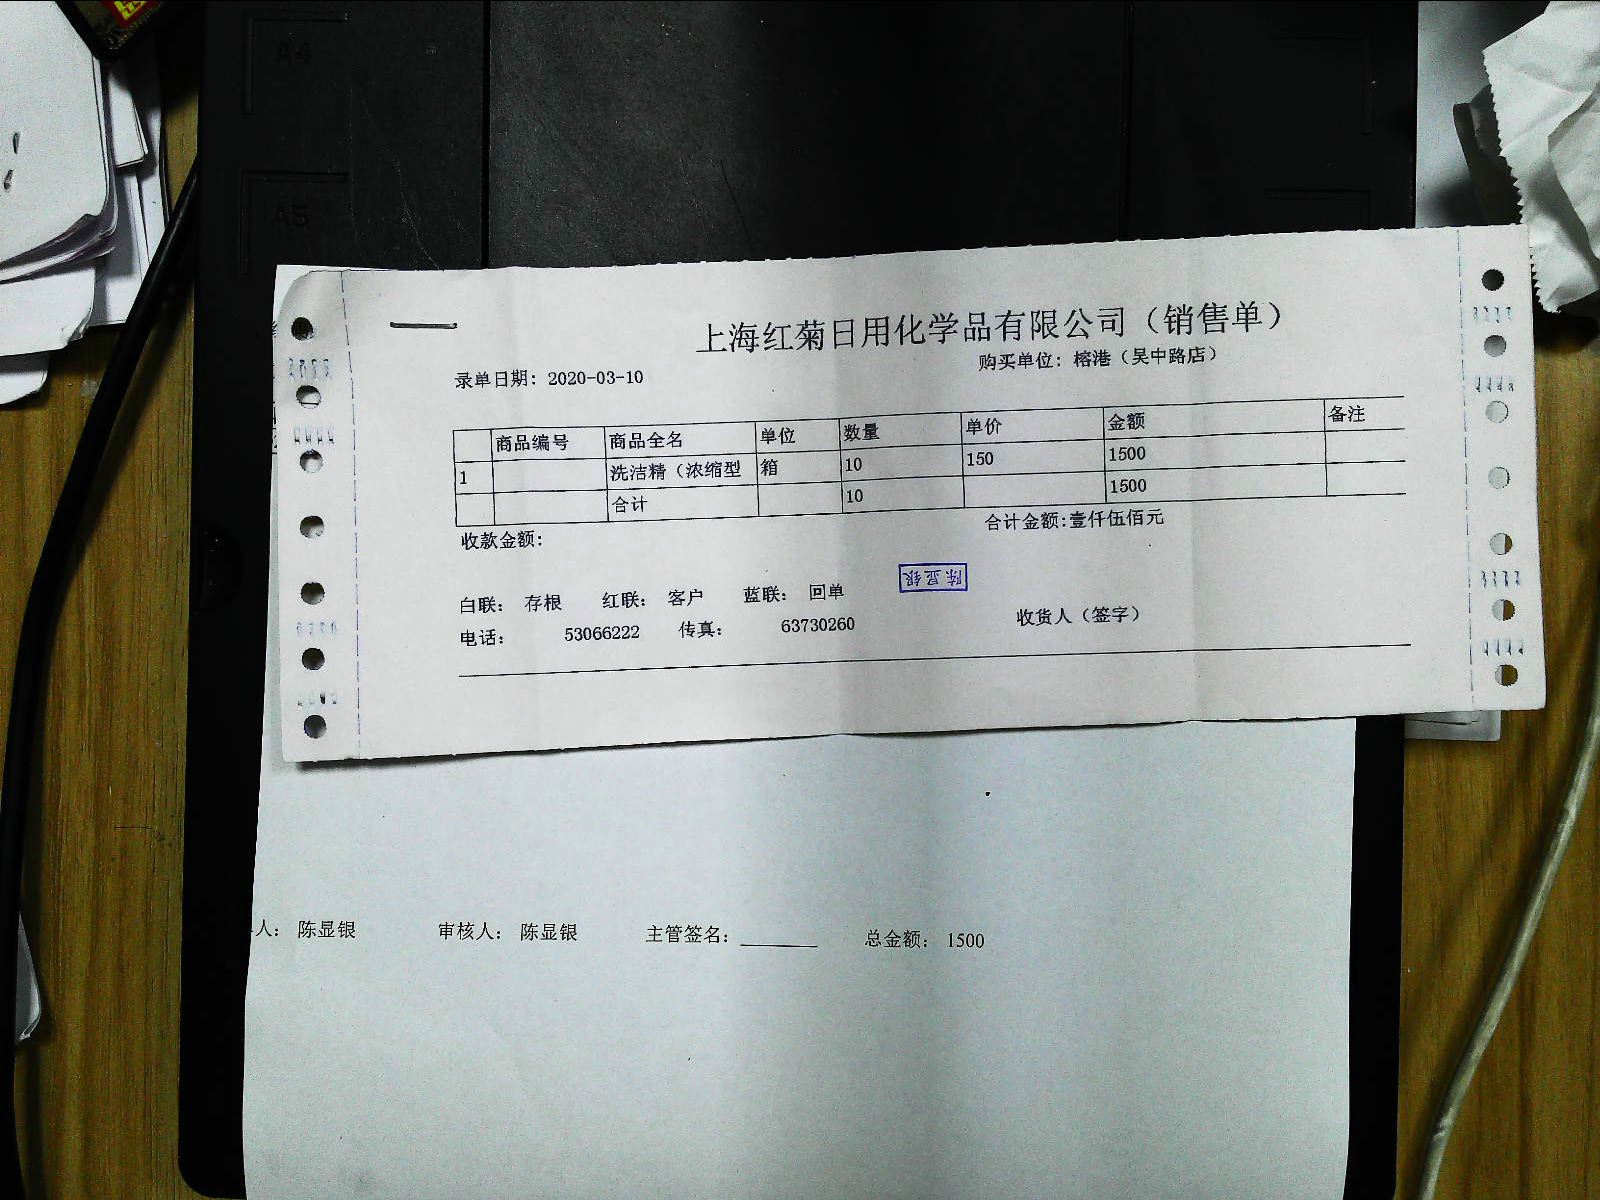 A4
A5
上海红菊日用化学品有限公司（销售单）
录单日期: 2020-03-10 购买单位: 榕港（吴中路店）
商品编号 商品全名 单位 数量 单价 金额 备注
1 洗洁精（浓缩型 箱 10 150 1500
合计 10 1500
收款金额: 合计金额:壹仟伍佰元
陈显银
白联: 存根 红联: 客户 蓝联: 回单
电话: 53066222 传真: 63730260 收货人（签字）
人: 陈显银 审核人: 陈显银 主管签名: 总金额: 1500